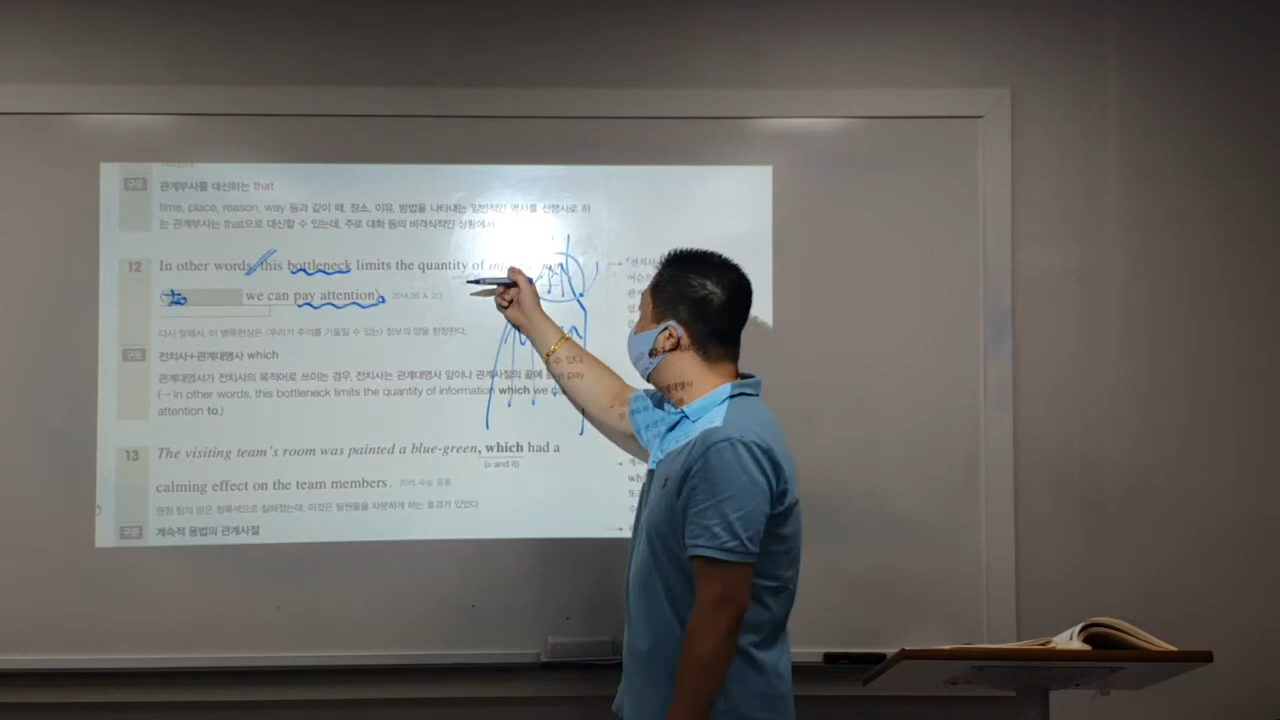 구문 관계부사를 대신하는 that
time, place, reason, way 등과 같이 때, 장소, 이유, 방법을 나타내는 일반적인 명사를 선행사로 하
는 관계부사는 that으로 대신할 수 있는데, 주로 대화 등의 비격식적인 상황에서
12 In other words, this bottleneck limits the quantity of
to we can pay attention). 2014.06.A. 23
다시 말해서, 이 병목현상은 (우리가 주의를 기울일 수 있는) 정보의 양을 한정한다.
구문 전치사+관계대명사 which
관계대명사가 전치사의 목적어로 쓰이는 경우, 전치사는 관계대명사 앞이나 관계사절의 끝에 수 있다
(→ In other words, this bottleneck limits the quantity of information which we can pay
attention to.)
13 The visiting team's room was painted a blue-green, which had a
(= and it)
calming effect on the team members. 2015 수능 응용
원정 팀의 방은 청록색으로 칠해졌는데, 이것은 팀원들을 차분하게 하는 효과가 있었다.
구문 계속적 용법의 관계사절